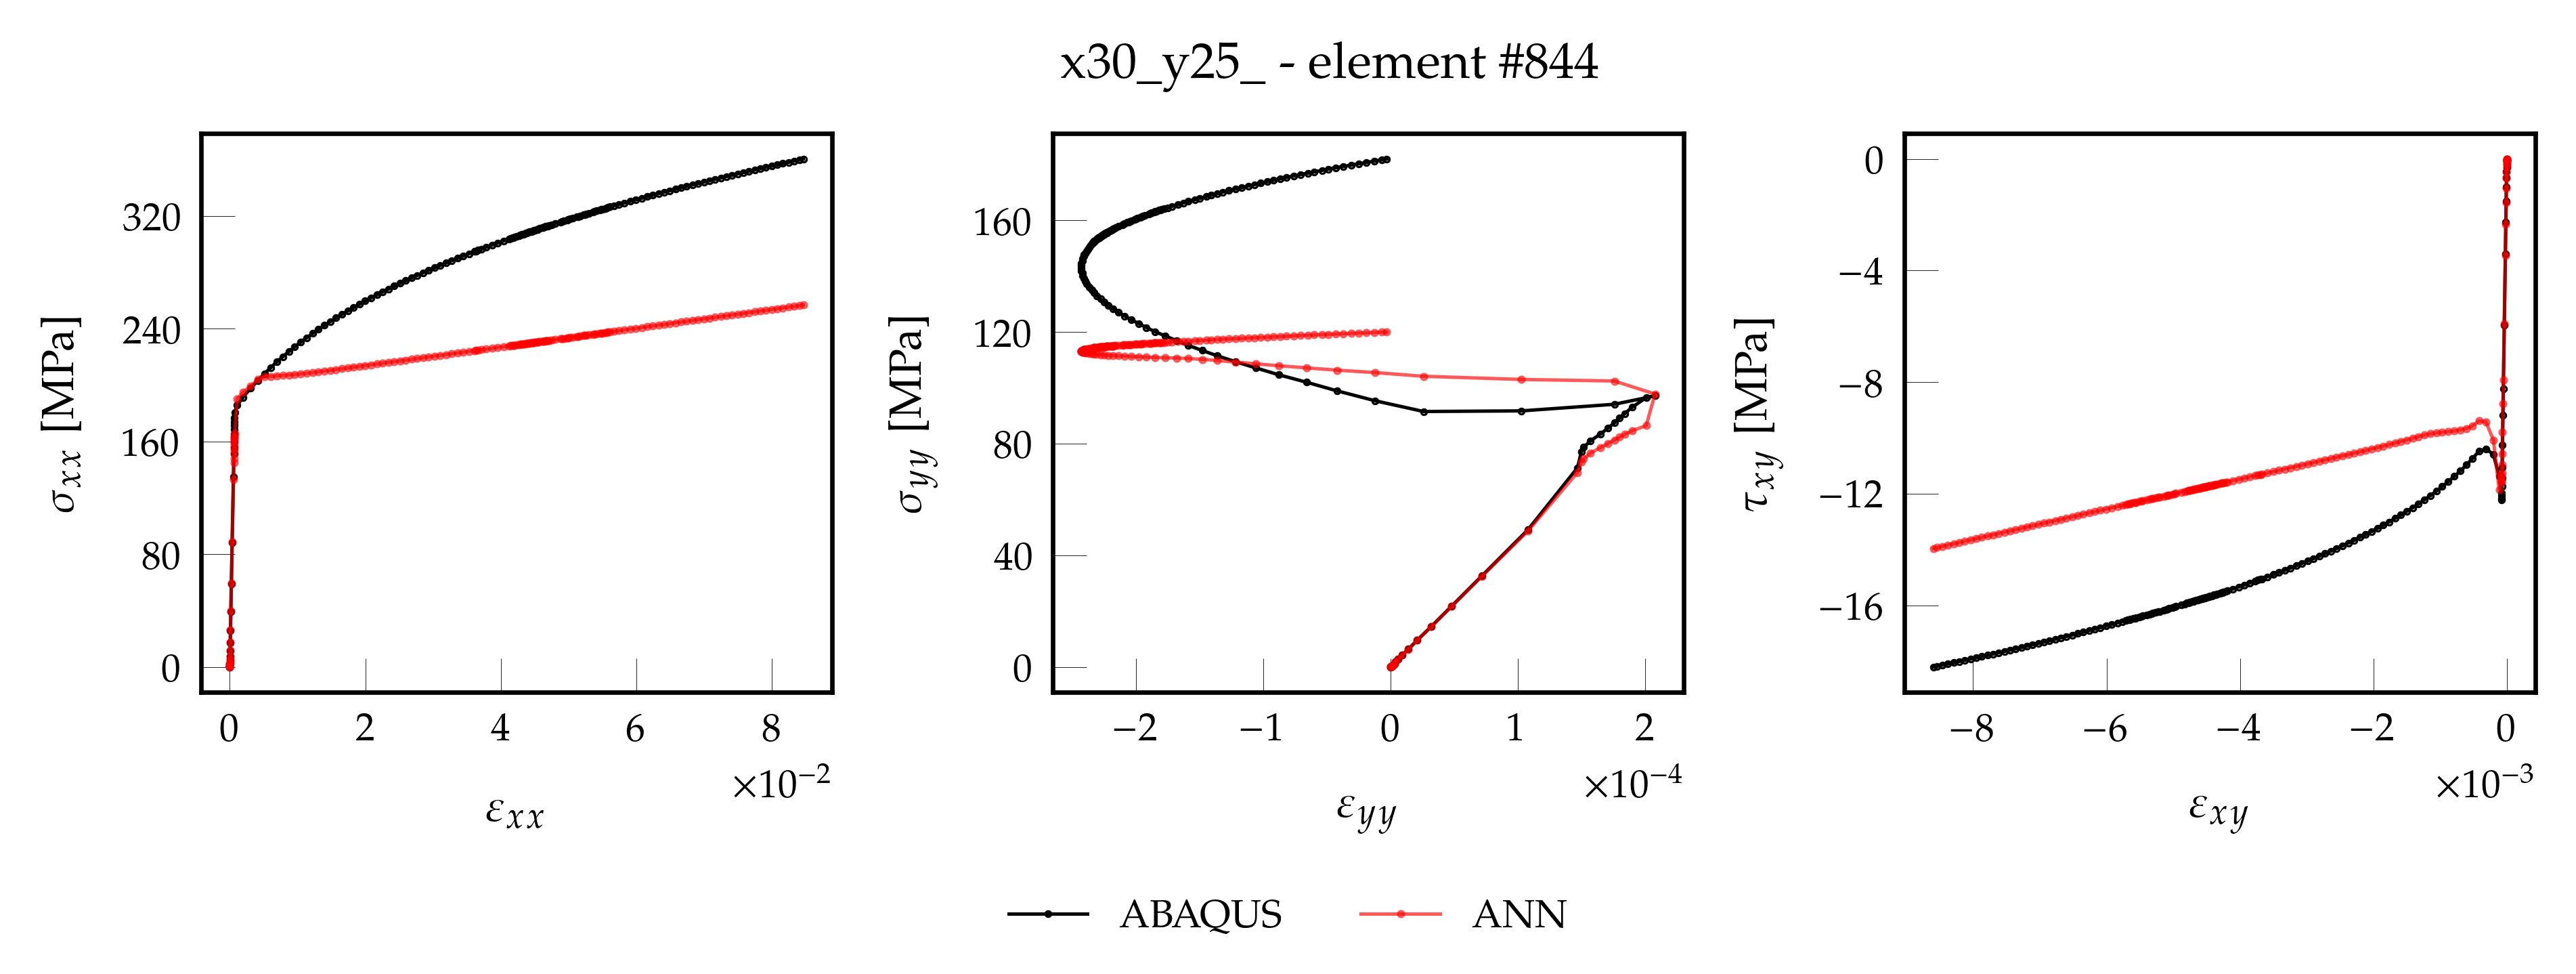 x30_y25_ - element #844
σxx [MPa]
320
240
160
80
0
0 2 4 6 8
×10−2
εxx
σyy [MPa]
160
120
80
40
0
−2 −1 0 1 2
×10−4
εyy
τxy [MPa]
0
−4
−8
−12
−16
−8 −6 −4 −2 0
×10−3
εxy
ABAQUS ANN